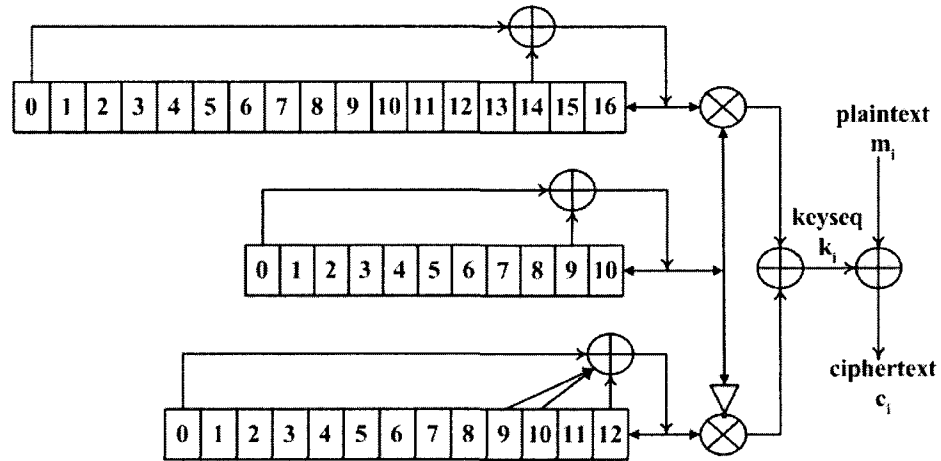 0 1 2 3 4 5 6 7 8 9 10 11 12 13 14 15 16
plaintext
m_i
0 1 2 3 4 5 6 7 8 9 10
keyseq
k_i
ciphertext
c_i
0 1 2 3 4 5 6 7 8 9 10 11 12